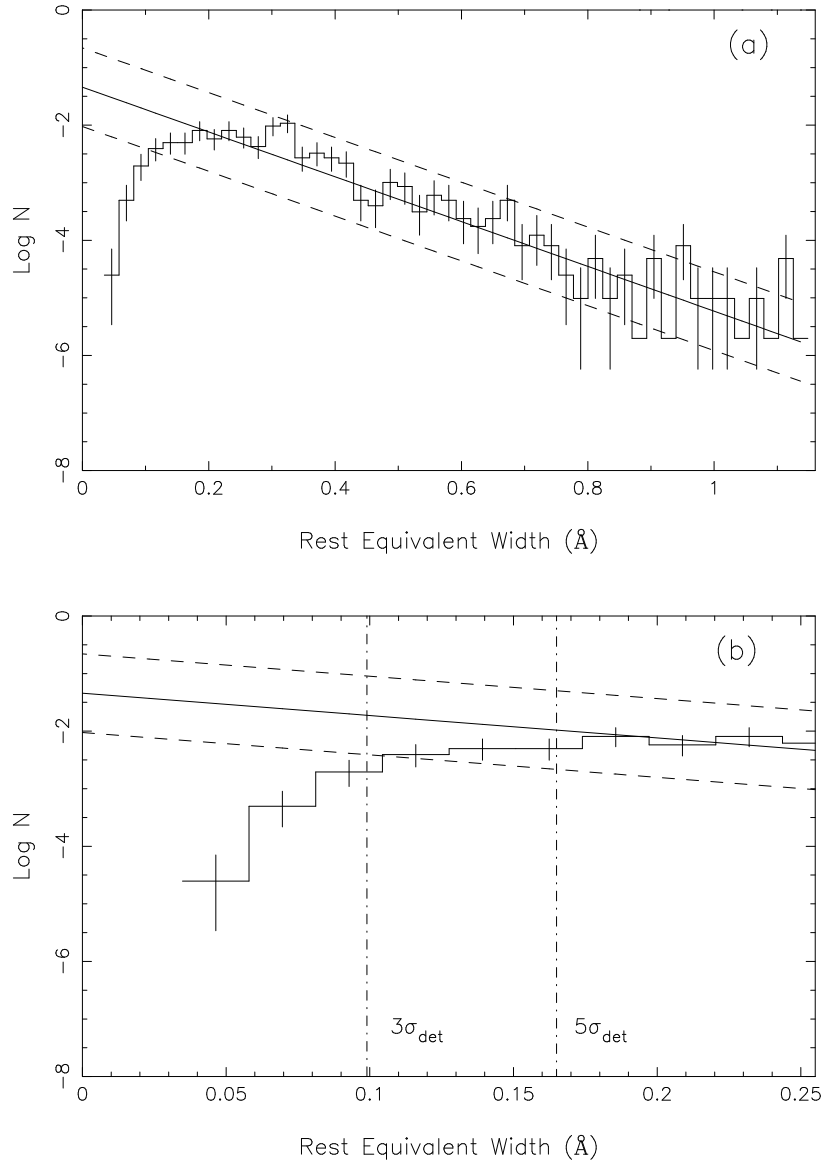 (a)
0
−2
−4
−6
−8
Log N
0 0.2 0.4 0.6 0.8 1
Rest Equivalent Width (Å)
(b)
0
−2
−4
−6
−8
Log N
3σdet 5σdet
0 0.05 0.1 0.15 0.2 0.25
Rest Equivalent Width (Å)